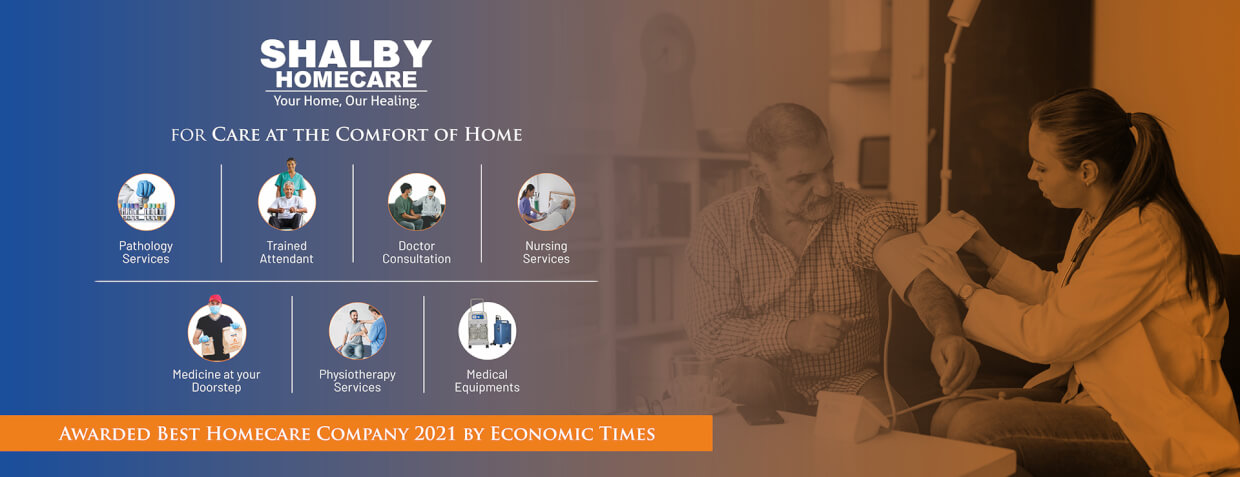 SHALBY
HOMECARE
Your Home, Our Healing.
FOR CARE AT THE COMFORT OF HOME
Pathology
Services
Trained
Attendant
Doctor
Consultation
Nursing
Services
Medicine at your
Doorstep
Physiotherapy
Services
Medical
Equipments
AWARDED BEST HOMECARE COMPANY 2021 BY ECONOMIC TIMES